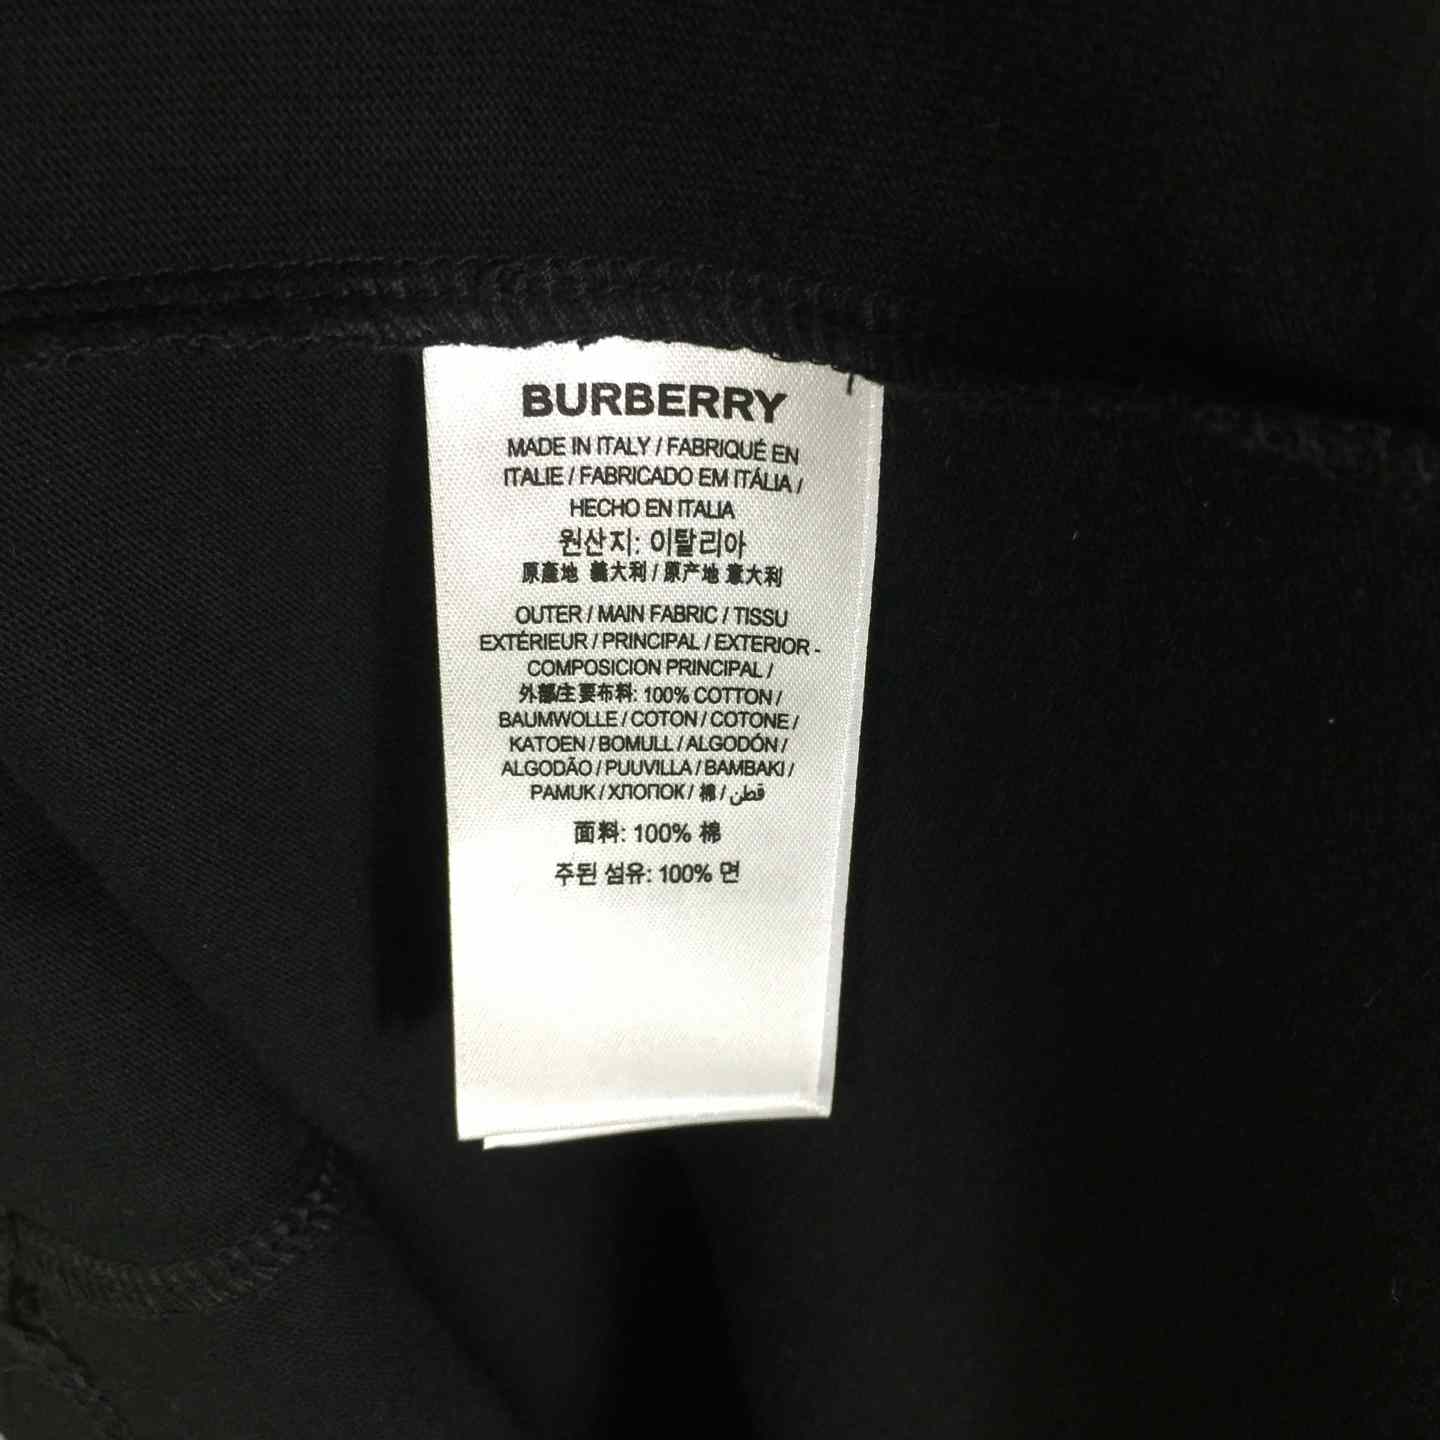 BURBERRY
MADE IN ITALY / FABRIQUÉ EN
ITALIE / FABRICADO EM ITÁLIA /
HECHO EN ITALIA
원산지: 이탈리아
原產地 義大利 / 原产地 意大利
OUTER / MAIN FABRIC / TISSU
EXTÉRIEUR / PRINCIPAL / EXTERIOR -
COMPOSICION PRINCIPAL /
外部/主要布料: 100% COTTON /
BAUMWOLLE / COTON / COTONE /
KATOEN / BOMULL / ALGODÓN /
ALGODÃO / PUUVILLA / BAMBAKI /
PAMUK / ХЛОПОК / 棉 / قطن
面料: 100% 棉
주된 섬유: 100% 면